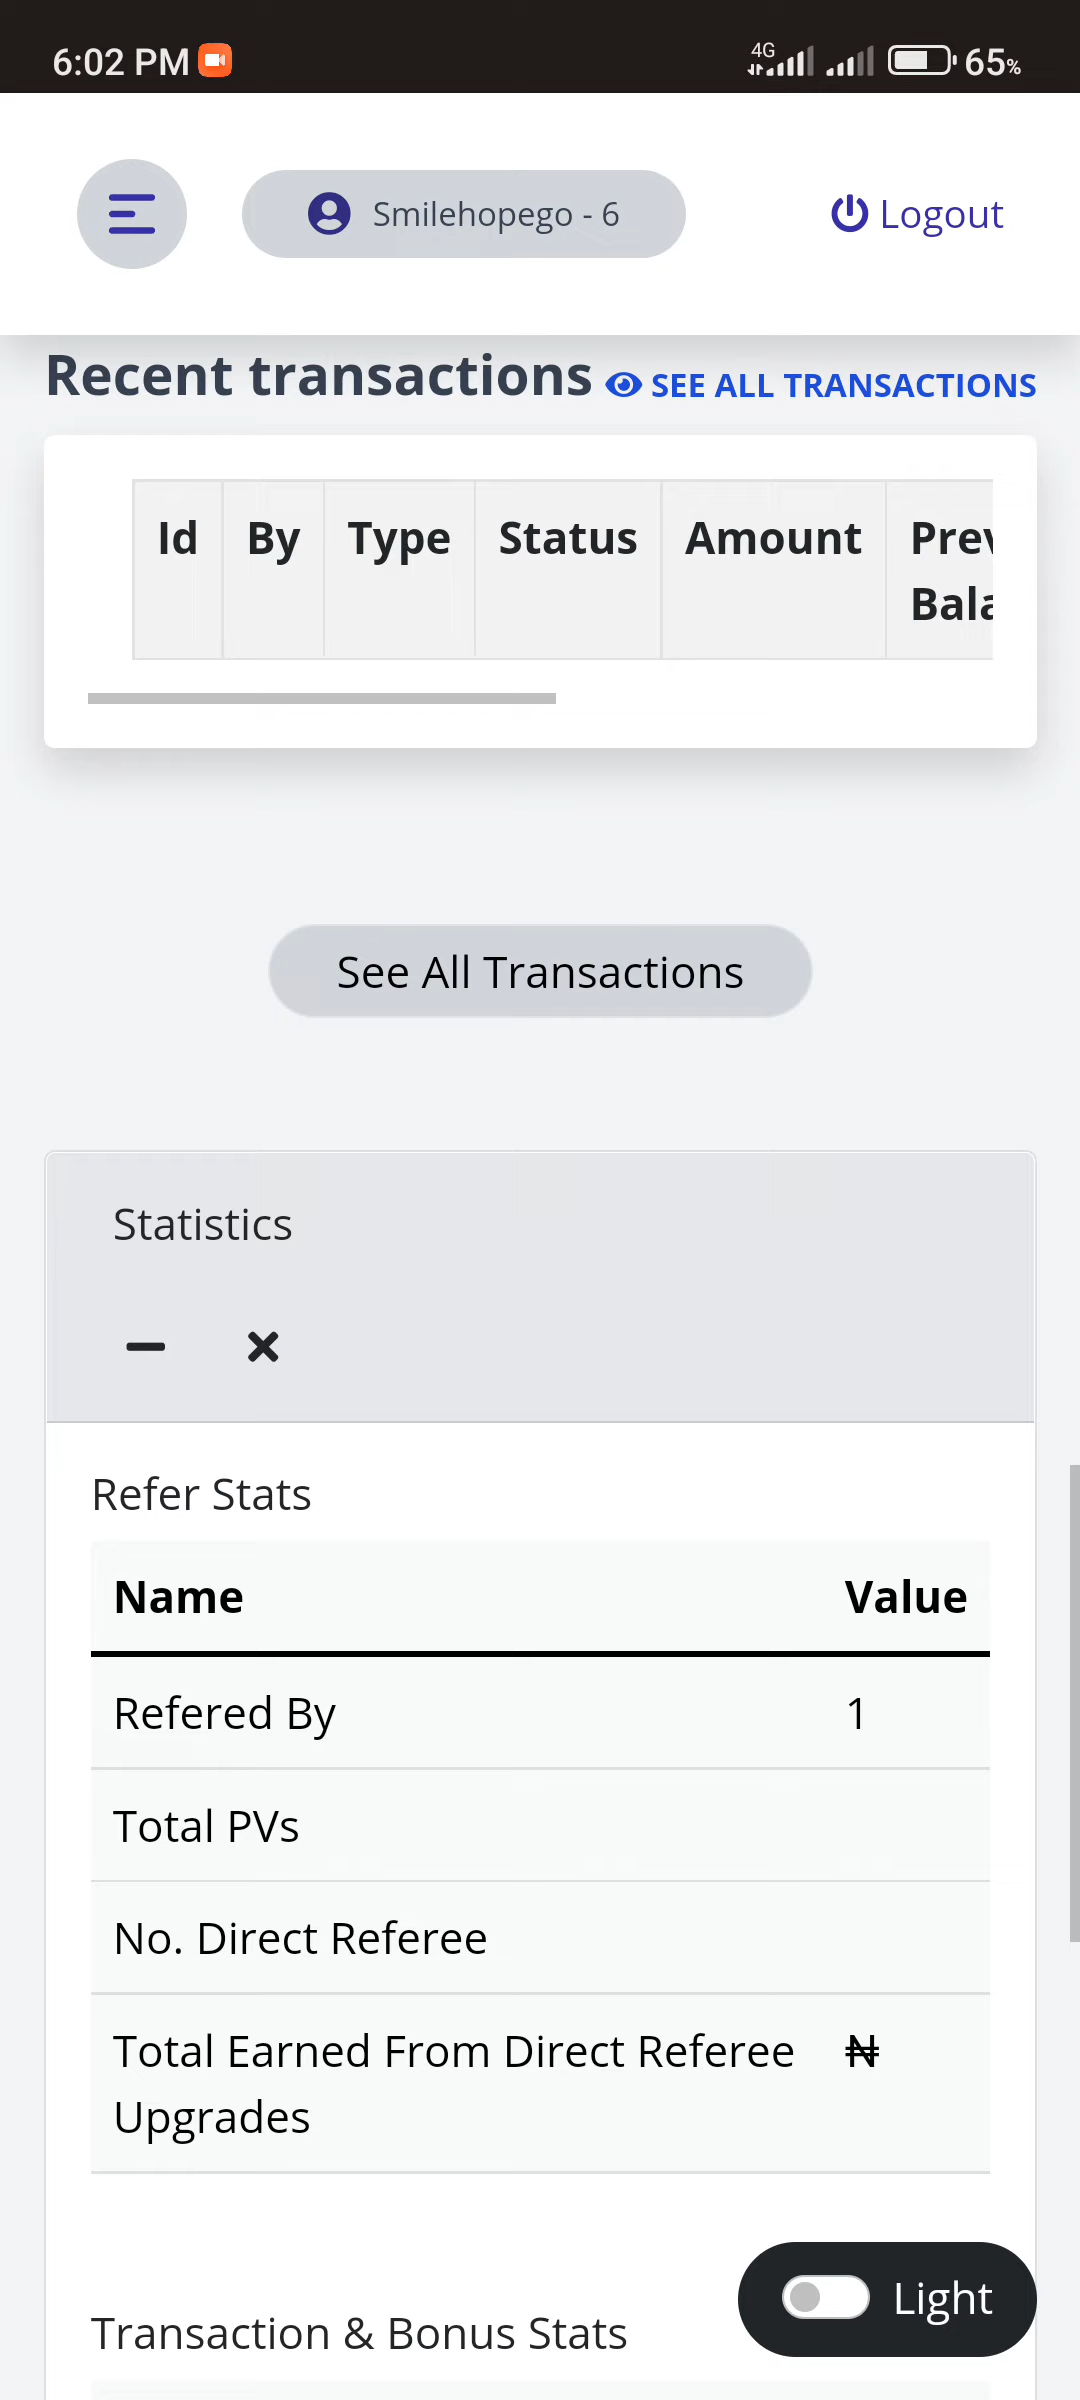 6:02 PM
4G
65%
Smilehopego - 6
Logout
Recent transactions
SEE ALL TRANSACTIONS
Id By Type Status Amount
See All Transactions
Statistics
Refer Stats
Name Value
Refered By 1
Total PVs
No. Direct Referee
Total Earned From Direct Referee ₦
Upgrades
Light
Transaction & Bonus Stats